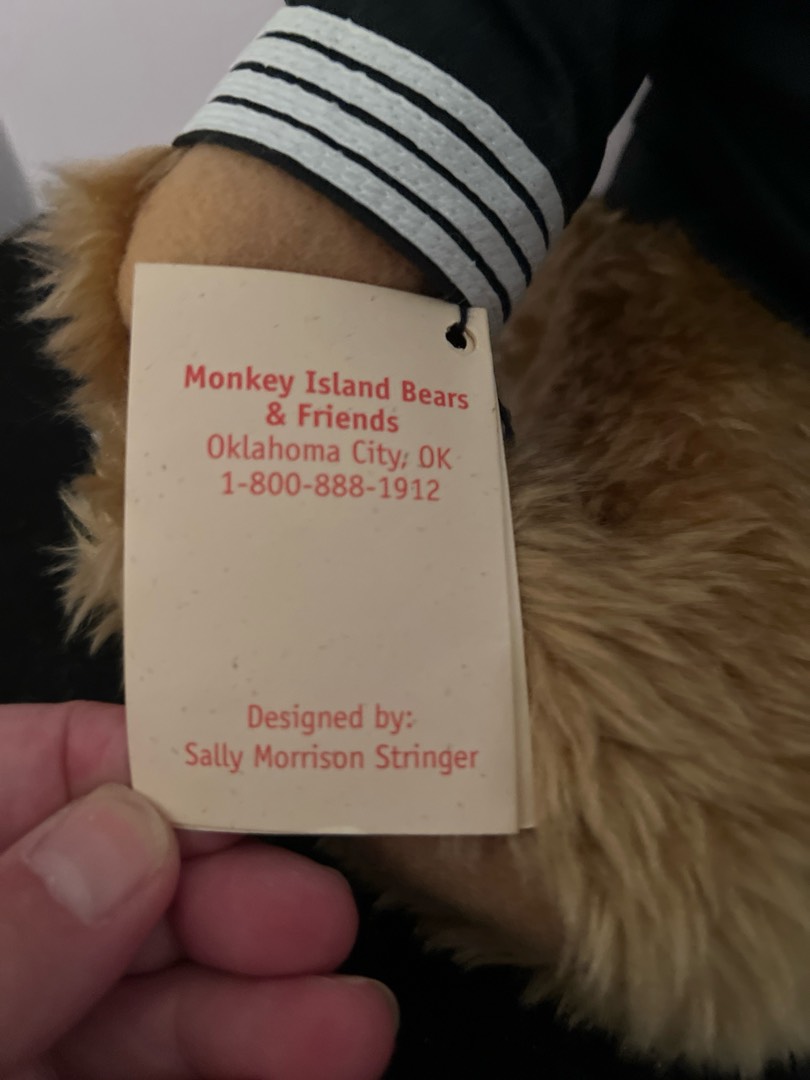 Monkey Island Bears
& Friends
Oklahoma City, OK
1-800-888-1912
Designed by:
Sally Morrison Stringer